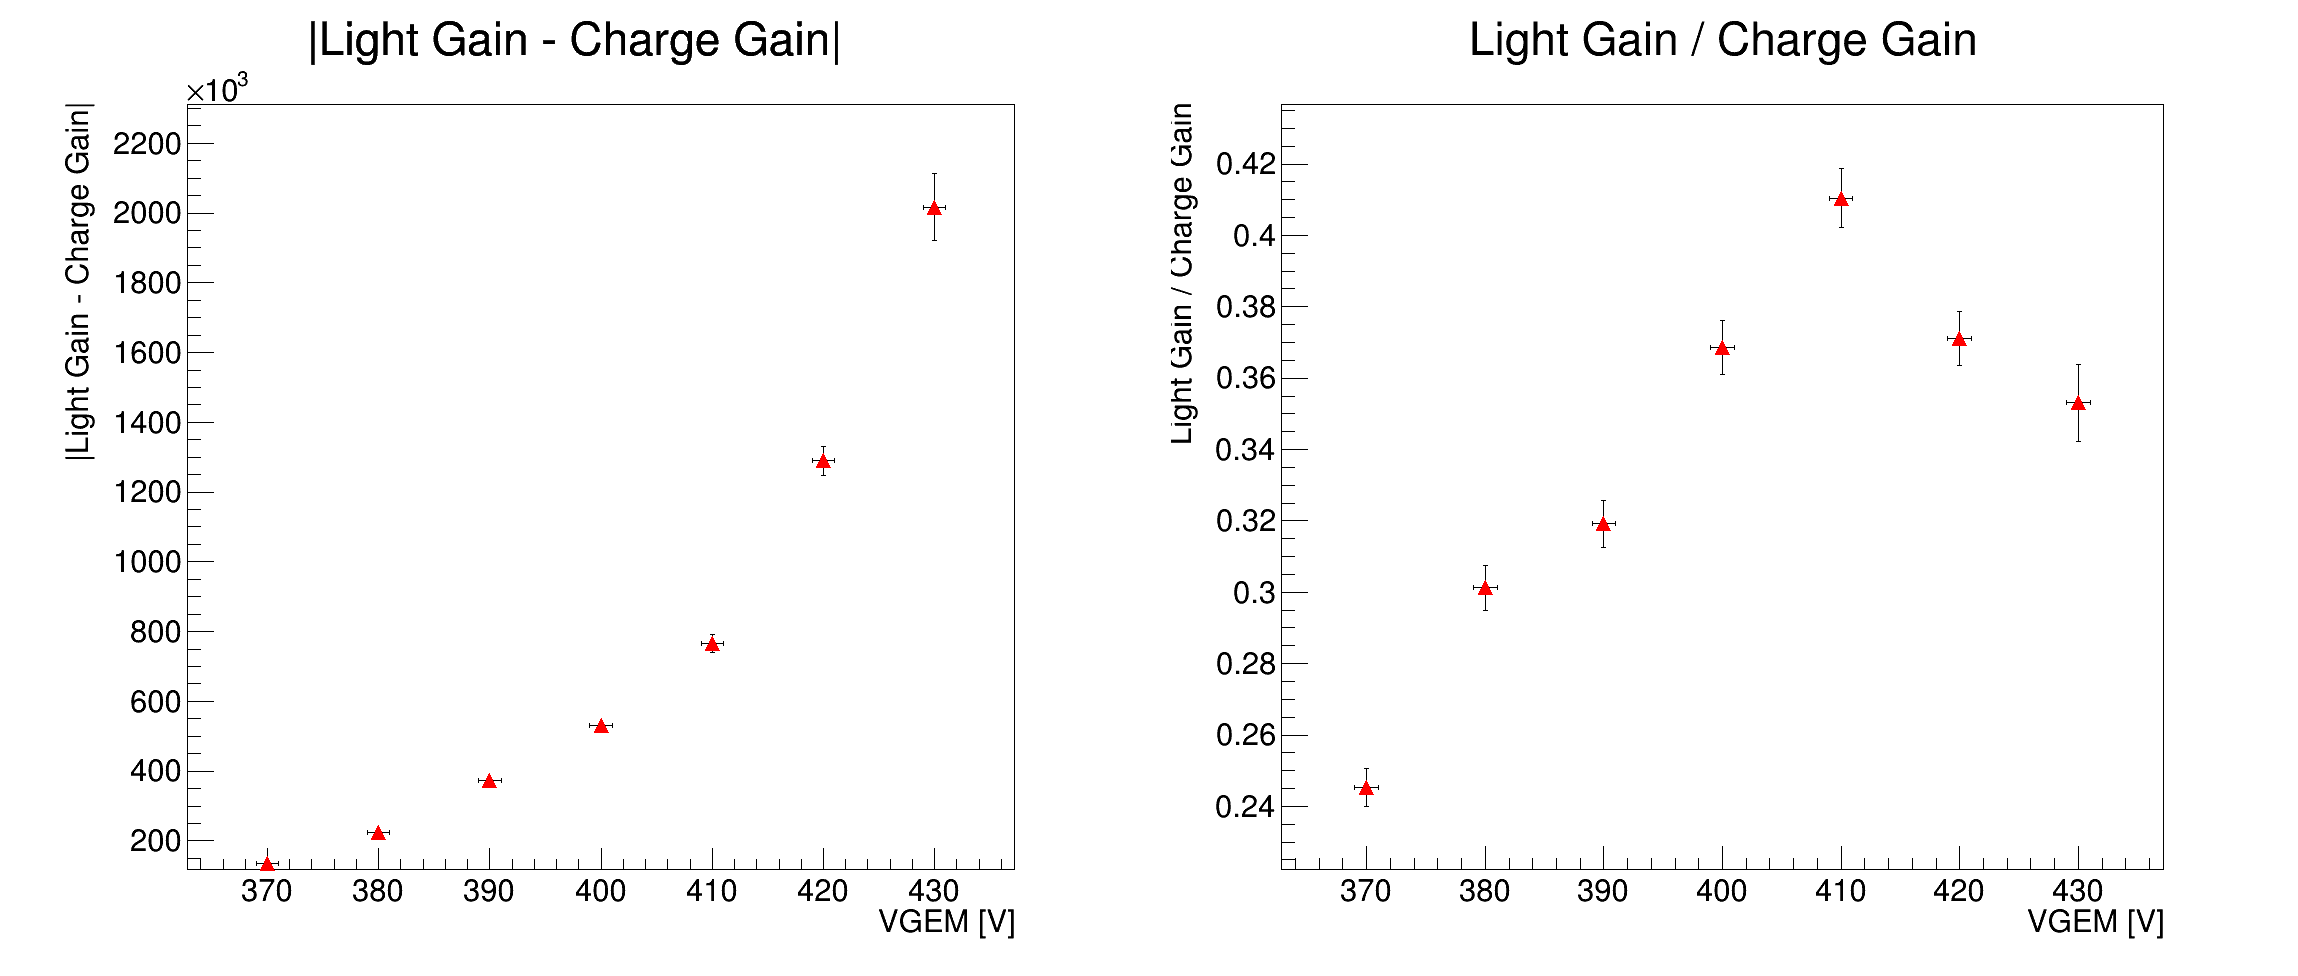 |Light Gain - Charge Gain|
×10³
|Light Gain - Charge Gain|
2200
2000
1800
1600
1400
1200
1000
800
600
400
200
370 380 390 400 410 420 430
VGEM [V]
Light Gain / Charge Gain
Light Gain / Charge Gain
0.42
0.4
0.38
0.36
0.34
0.32
0.3
0.28
0.26
0.24
370 380 390 400 410 420 430
VGEM [V]